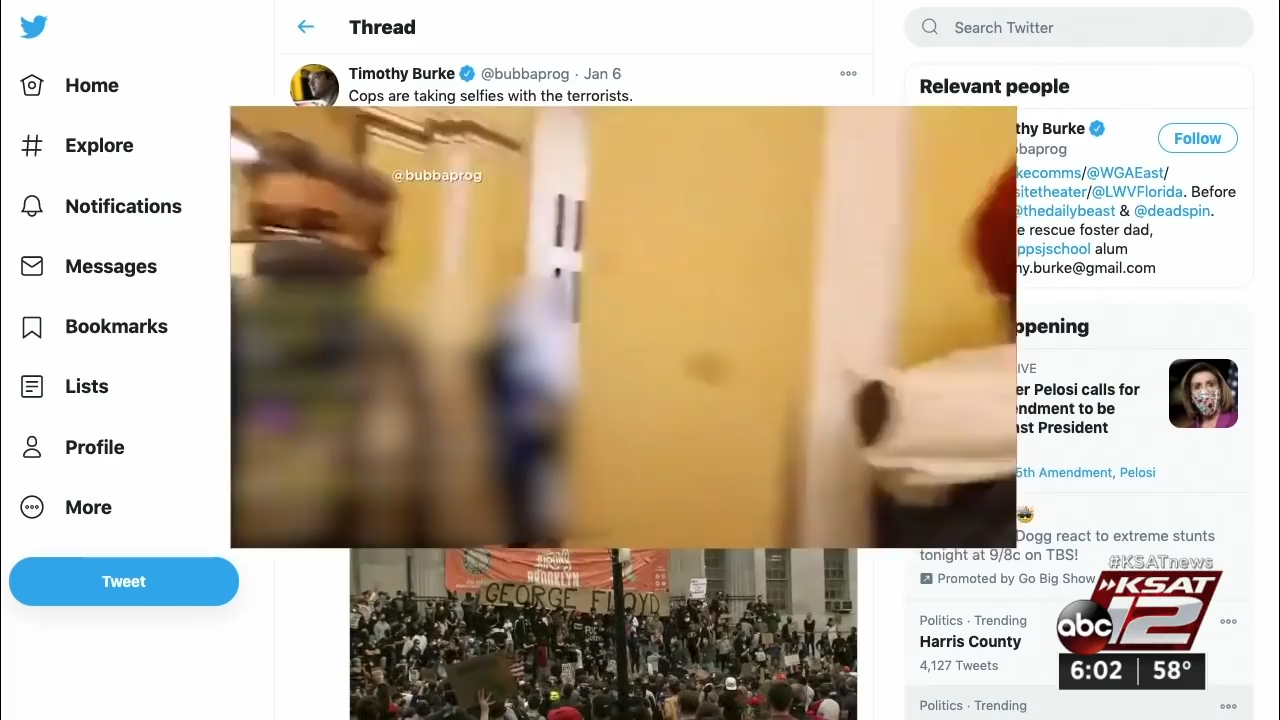 Thread
Search Twitter
Home
Explore
Notifications
Messages
Bookmarks
Lists
Profile
More
Tweet
Timothy Burke @bubbaprog · Jan 6
Cops are taking selfies with the terrorists.
@bubbaprog
BROOKLYN
GEORGE FLOYD
Relevant people
thy Burke
bbaprog
Follow
kecomms/@WGAEast/
sitetheater/@LWVFlorida. Before
@thedailybeast & @deadspin.
e rescue foster dad,
ppsjschool alum
hy.burke@gmail.com
ppening
IVE
er Pelosi calls for
endment to be
nst President
5th Amendment, Pelosi
Dogg react to extreme stunts
tonight at 9/8c on TBS!
Promoted by Go Big Show
Politics · Trending
Harris County
4,127 Tweets
Politics · Trending
#KSATnews
KSAT
abc 12
6:02 58°